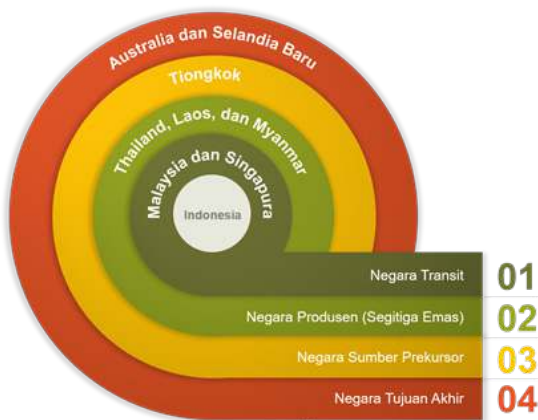 Australia dan Selandia Baru
Tiongkok
Thailand, Laos, dan Myanmar
Malaysia dan Singapura
Indonesia
Negara Transit 01
Negara Produsen (Segitiga Emas) 02
Negara Sumber Prekursor 03
Negara Tujuan Akhir 04